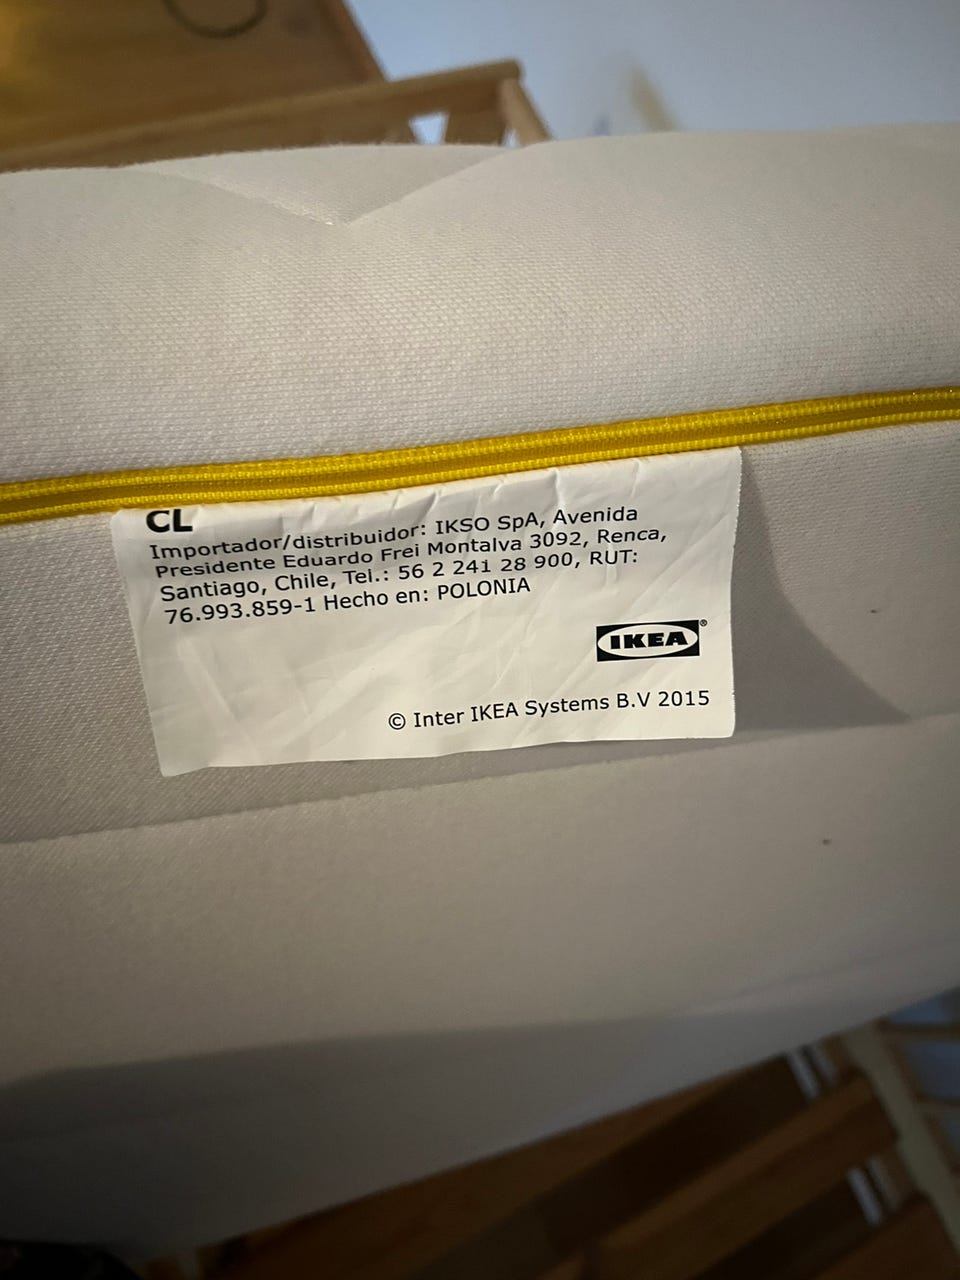 CL
Importador/distribuidor: IKSO SpA, Avenida
Presidente Eduardo Frei Montalva 3092, Renca,
Santiago, Chile, Tel.: 56 2 241 28 900, RUT:
76.993.859-1 Hecho en: POLONIA
IKEA®
© Inter IKEA Systems B.V 2015